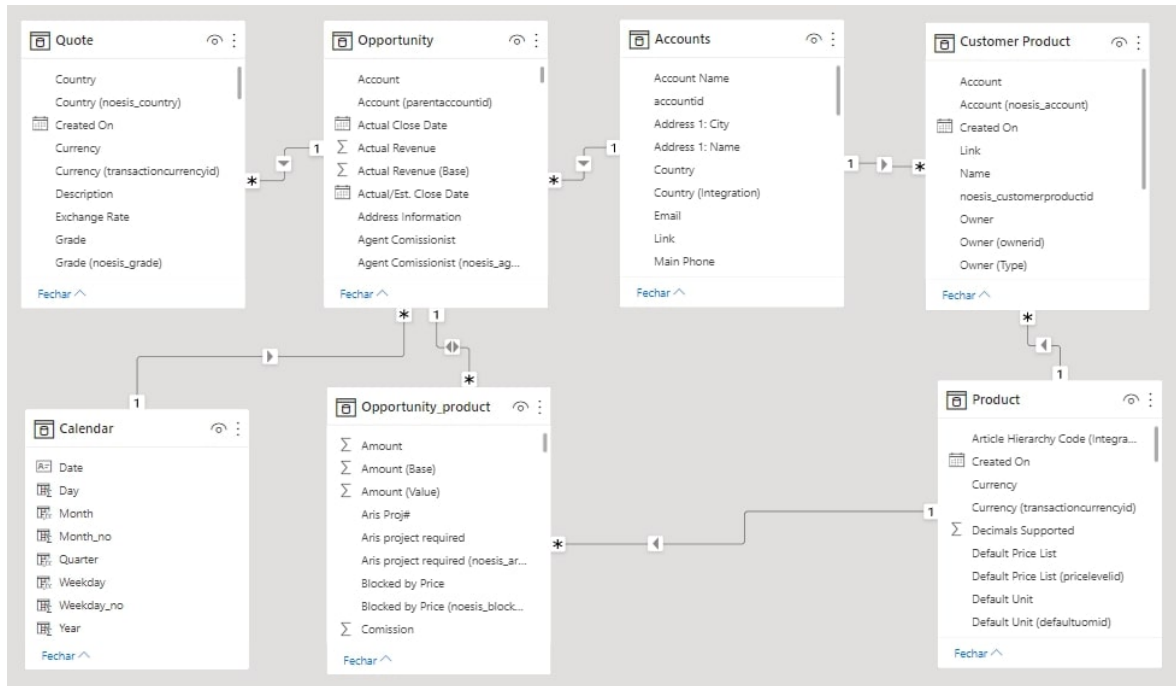 Quote
Country
Country (noesis_country)
Created On
Currency
Currency (transactioncurrencyid)
Description
Exchange Rate
Grade
Grade (noesis_grade)
Fechar
Opportunity
Account
Account (parentaccountid)
Actual Close Date
Actual Revenue
Actual Revenue (Base)
Actual/Est. Close Date
Address Information
Agent Comissionist
Agent Comissionist (noesis_ag...
Fechar
Accounts
Account Name
accountid
Address 1: City
Address 1: Name
Country
Country (Integration)
Email
Link
Main Phone
Fechar
Customer Product
Account
Account (noesis_account)
Created On
Link
Name
noesis_customerproductid
Owner
Owner (ownerid)
Owner (Type)
Fechar
* 1
* 1
1 *
* 1
1 *
* 1
1 *
Calendar
Date
Day
Month
Month_no
Quarter
Weekday
Weekday_no
Year
Fechar
Opportunity_product
Amount
Amount (Base)
Amount (Value)
Aris Proj#
Aris project required
Aris project required (noesis_ar...
Blocked by Price
Blocked by Price (noesis_block...
Comission
Fechar
Product
Article Hierarchy Code (Integra...
Created On
Currency
Currency (transactioncurrencyid)
Decimals Supported
Default Price List
Default Price List (pricelevelid)
Default Unit
Default Unit (defaultuomid)
Fechar